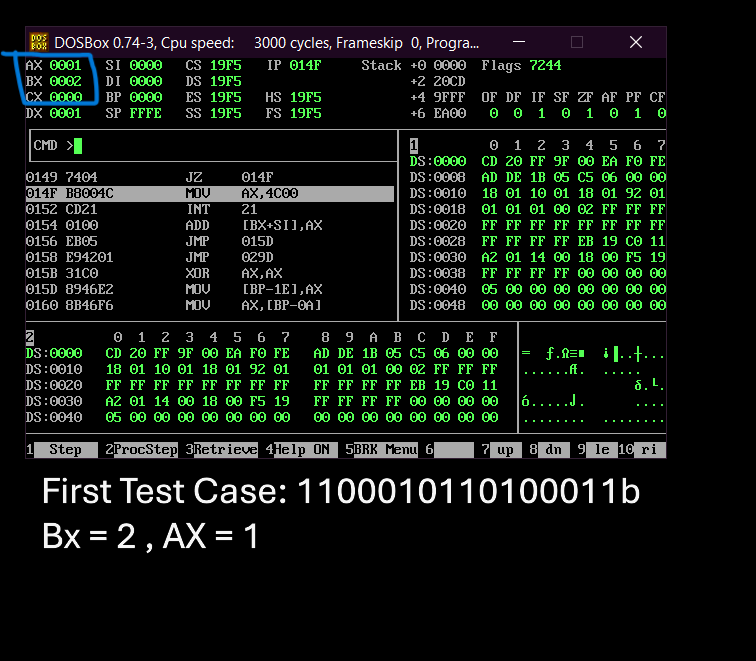 DOS BOX DOSBox 0.74-3, Cpu speed: 3000 cycles, Frameskip 0, Progra...
AX 0001 SI 0000 CS 19F5 IP 014F Stack +0 0000 Flags 7244
BX 0002 DI 0000 DS 19F5 +2 20CD
CX 0000 BP 0000 ES 19F5 HS 19F5 +4 9FFF OF DF IF SF ZF AF PF CF
DX 0001 SP FFFE SS 19F5 FS 19F5 +6 EA00 0 0 1 0 1 0 1 0
CMD >
1 0 1 2 3 4 5 6 7
DS:0000 CD 20 FF 9F 00 EA F0 FE
DS:0008 AD DE 1B 05 C5 06 00 00
DS:0010 18 01 10 01 18 01 92 01
DS:0018 01 01 01 00 02 FF FF FF
DS:0020 FF FF FF FF FF FF FF FF
DS:0028 FF FF FF FF EB 19 C0 11
DS:0030 A2 01 14 00 18 00 F5 19
DS:0038 FF FF FF FF 00 00 00 00
DS:0040 05 00 00 00 00 00 00 00
DS:0048 00 00 00 00 00 00 00 00
0149 7404 JZ 014F
014F B8004C MOV AX,4C00
0152 CD21 INT 21
0154 0100 ADD [BX+SI],AX
0156 EB05 JMP 015D
0158 E94201 JMP 029D
015B 31C0 XOR AX,AX
015D 8946E2 MOV [BP-1E],AX
0160 8B46F6 MOV AX,[BP-0A]
2 0 1 2 3 4 5 6 7 8 9 A B C D E F
DS:0000 CD 20 FF 9F 00 EA F0 FE AD DE 1B 05 C5 06 00 00 = ƒ.Ω≡■ ¡▐..┼...
DS:0010 18 01 10 01 18 01 92 01 01 01 01 00 02 FF FF FF ......Æ. .....
DS:0020 FF FF FF FF FF FF FF FF FF FF FF FF EB 19 C0 11 δ.└.
DS:0030 A2 01 14 00 18 00 F5 19 FF FF FF FF 00 00 00 00 ó.....⌡. ....
DS:0040 05 00 00 00 00 00 00 00 00 00 00 00 00 00 00 00 ........ ........
1 Step 2ProcStep 3Retrieve 4Help ON 5BRK Menu 6 7 up 8 dn 9 le 10 ri
First Test Case: 1100010110100011b
Bx = 2 , AX = 1